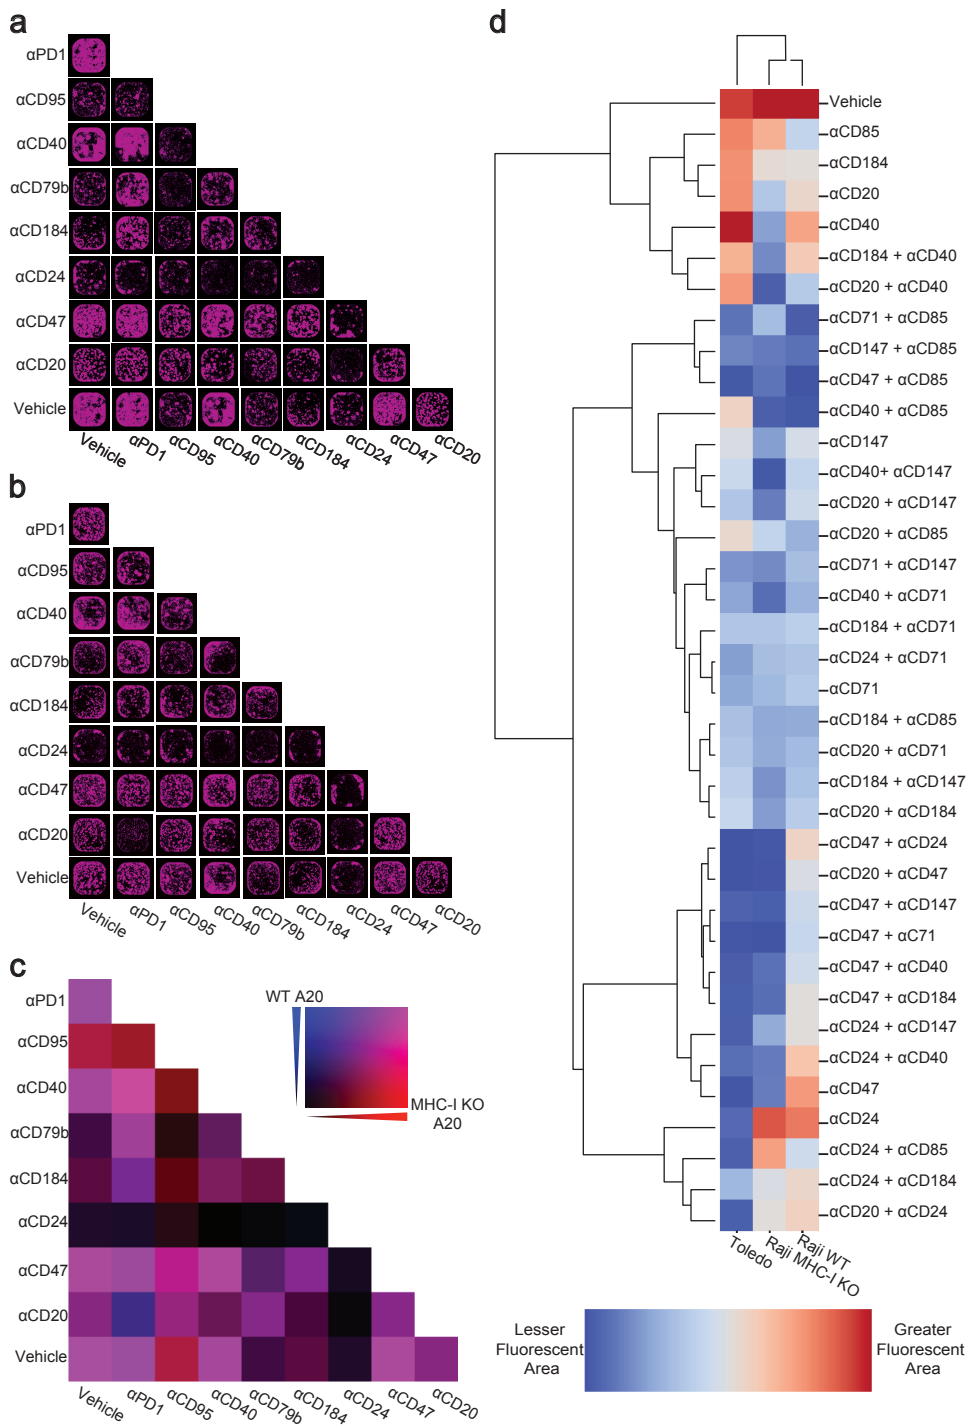 a
αPD1
αCD95
αCD40
αCD79b
αCD184
αCD24
αCD47
αCD20
Vehicle
Vehicle
αPD1
αCD95
αCD40
αCD79b
αCD184
αCD24
αCD47
αCD20
b
αPD1
αCD95
αCD40
αCD79b
αCD184
αCD24
αCD47
αCD20
Vehicle
Vehicle
αPD1
αCD95
αCD40
αCD79b
αCD184
αCD24
αCD47
αCD20
c
αPD1
αCD95
αCD40
αCD79b
αCD184
αCD24
αCD47
αCD20
Vehicle
Vehicle
αPD1
αCD95
αCD40
αCD79b
αCD184
αCD24
αCD47
αCD20
WT A20
MHC-I KO
A20
d
Vehicle
αCD85
αCD184
αCD20
αCD40
αCD184 + αCD40
αCD20 + αCD40
αCD71 + αCD85
αCD147 + αCD85
αCD47 + αCD85
αCD40 + αCD85
αCD147
αCD40+ αCD147
αCD20 + αCD147
αCD20 + αCD85
αCD71 + αCD147
αCD40 + αCD71
αCD184 + αCD71
αCD24 + αCD71
αCD71
αCD184 + αCD85
αCD20 + αCD71
αCD184 + αCD147
αCD20 + αCD184
αCD47 + αCD24
αCD20 + αCD47
αCD47 + αCD147
αCD47 + αC71
αCD47 + αCD40
αCD47 + αCD184
αCD24 + αCD147
αCD24 + αCD40
αCD47
αCD24
αCD24 + αCD85
αCD24 + αCD184
αCD20 + αCD24
Toledo
Raji MHC-I KO
Raji WT
Lesser
Fluorescent
Area
Greater
Fluorescent
Area